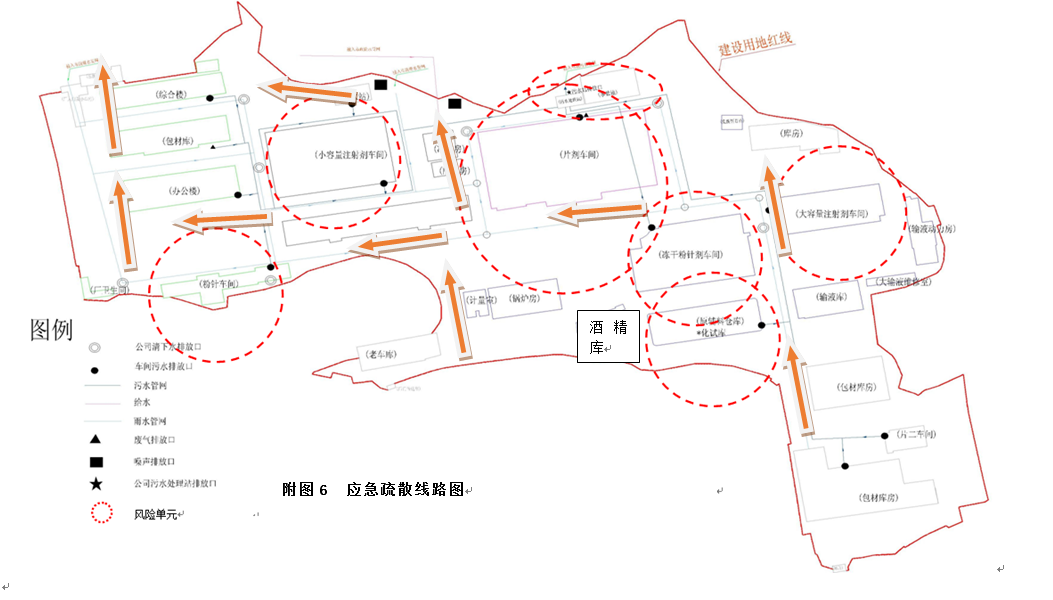 建设用地红线
(综合楼)
(包材库)
(办公楼)
(小容量注射剂车间)
(片剂车间)
(库房)
(大容量注射剂车间)
(冻干粉针剂车间)
(粉针车间)
(计量室)
(锅炉房)
(老车库)
酒 精
库
(输液库)
(包材库房)
(片二车间)
(包材库房)
图例
公司清下水排放口
车间污水排放口
污水管网
给水
雨水管网
废气排放口
噪声排放口
公司污水处理站排放口
风险单元
附图 6 应急疏散线路图